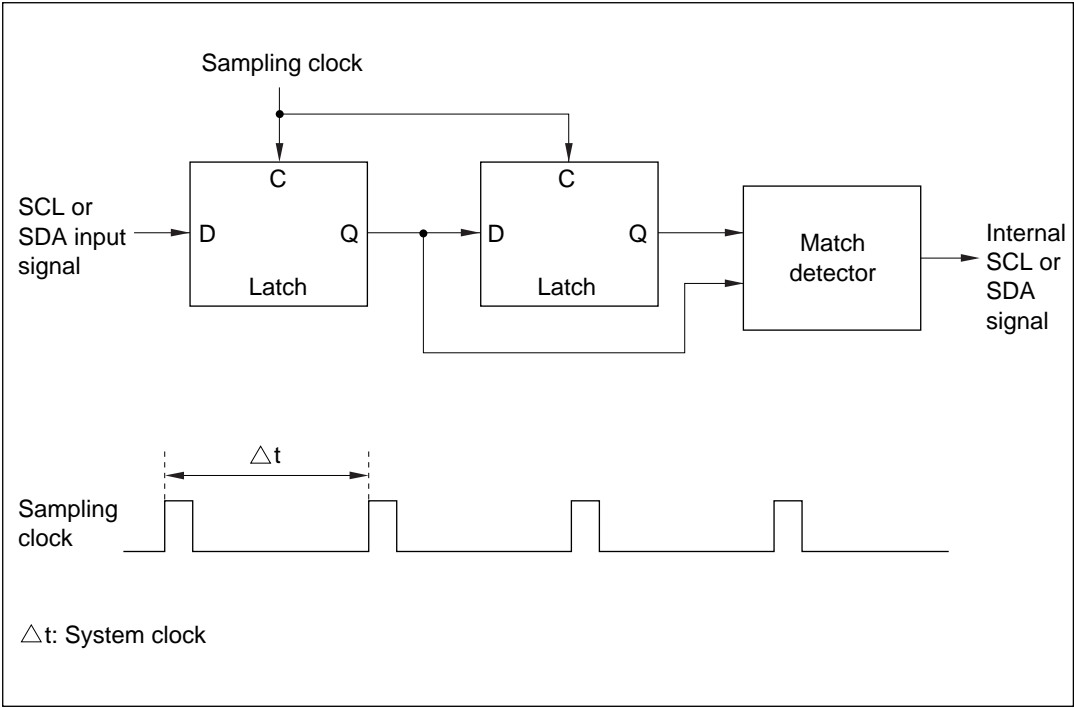 Sampling clock
C
C
SCL or
SDA input
signal
D
Q
D
Q
Latch
Latch
Match
detector
Internal
SCL or
SDA
signal
△t
Sampling
clock
△t: System clock